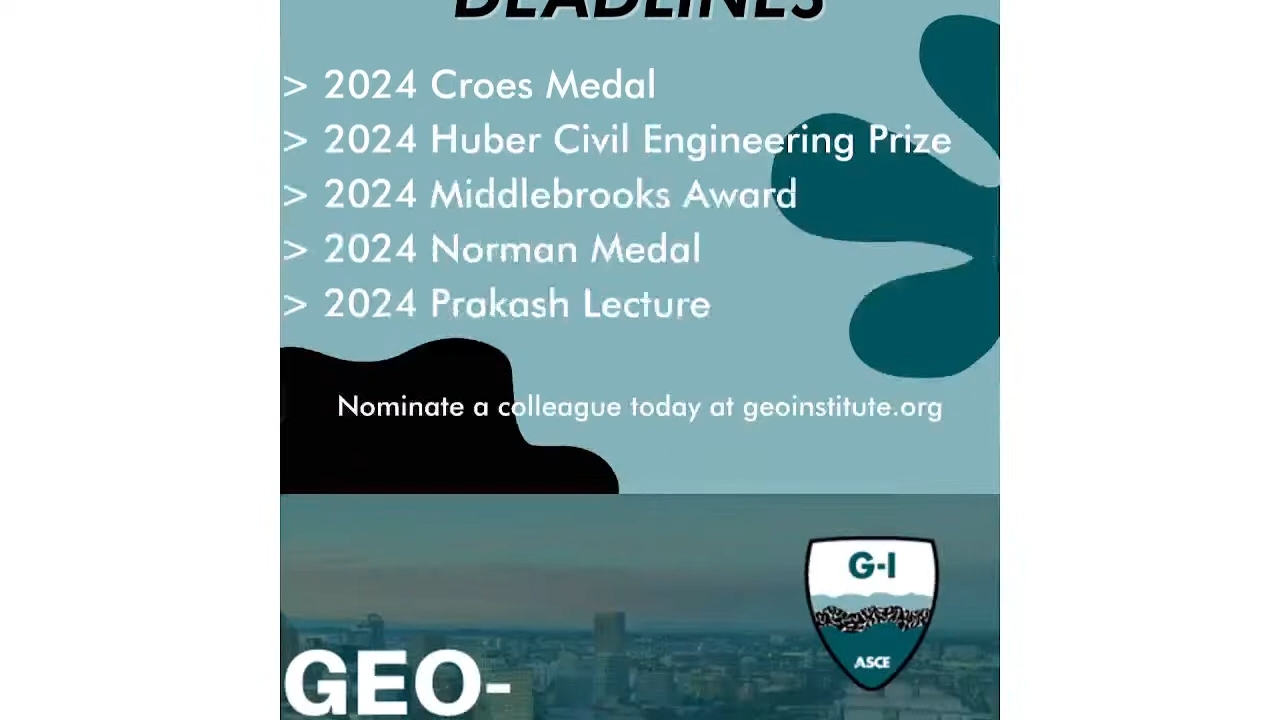 DEADLINES
> 2024 Croes Medal
> 2024 Huber Civil Engineering Prize
> 2024 Middlebrooks Award
> 2024 Norman Medal
> 2024 Prakash Lecture
Nominate a colleague today at geoinstitute.org
G-I
ASCE
GEO-